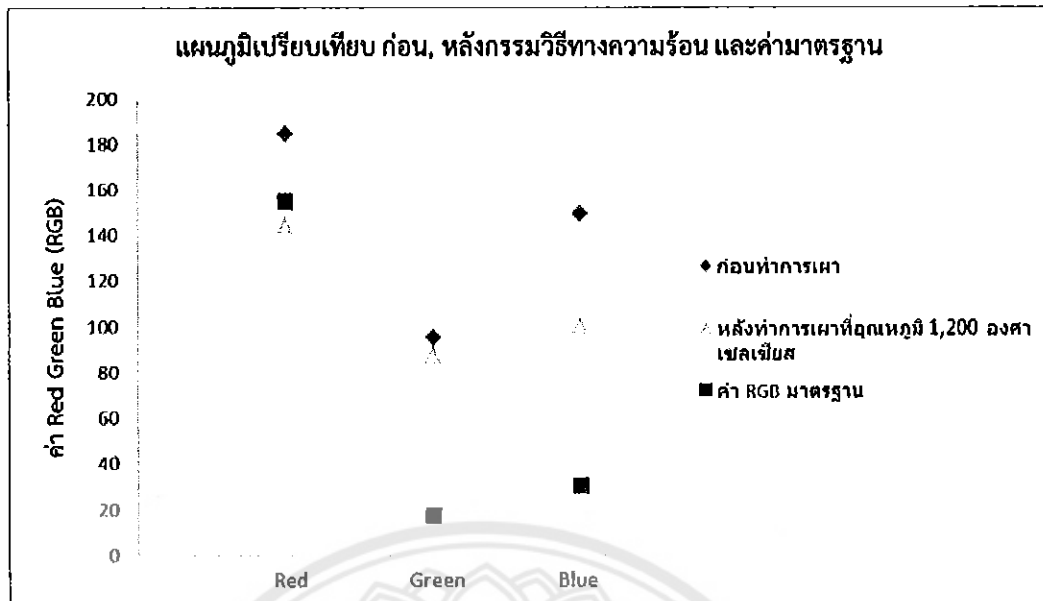 แผนภูมิเปรียบเทียบ ก่อน, หลังกรรมวิธีทางความร้อน และค่ามาตรฐาน
ค่า Red Green Blue (RGB)
200
180
160
140
120
100
80
60
40
20
0
Red Green Blue
ก่อนทำการเผา
หลังทำการเผาที่อุณหภูมิ 1,200 องศา
เซลเซียส
ค่า RGB มาตรฐาน